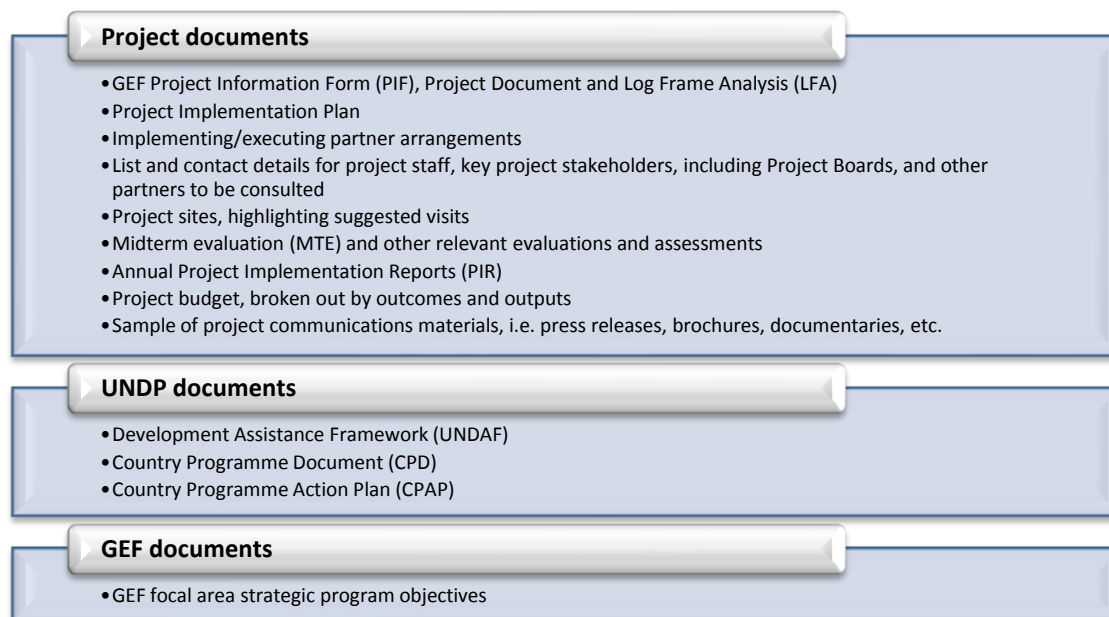 Project documents
•GEF Project Information Form (PIF), Project Document and Log Frame Analysis (LFA)
•Project Implementation Plan
•Implementing/executing partner arrangements
•List and contact details for project staff, key project stakeholders, including Project Boards, and other
partners to be consulted
•Project sites, highlighting suggested visits
•Midterm evaluation (MTE) and other relevant evaluations and assessments
•Annual Project Implementation Reports (PIR)
•Project budget, broken out by outcomes and outputs
•Sample of project communications materials, i.e. press releases, brochures, documentaries, etc.
UNDP documents
•Development Assistance Framework (UNDAF)
•Country Programme Document (CPD)
•Country Programme Action Plan (CPAP)
GEF documents
•GEF focal area strategic program objectives